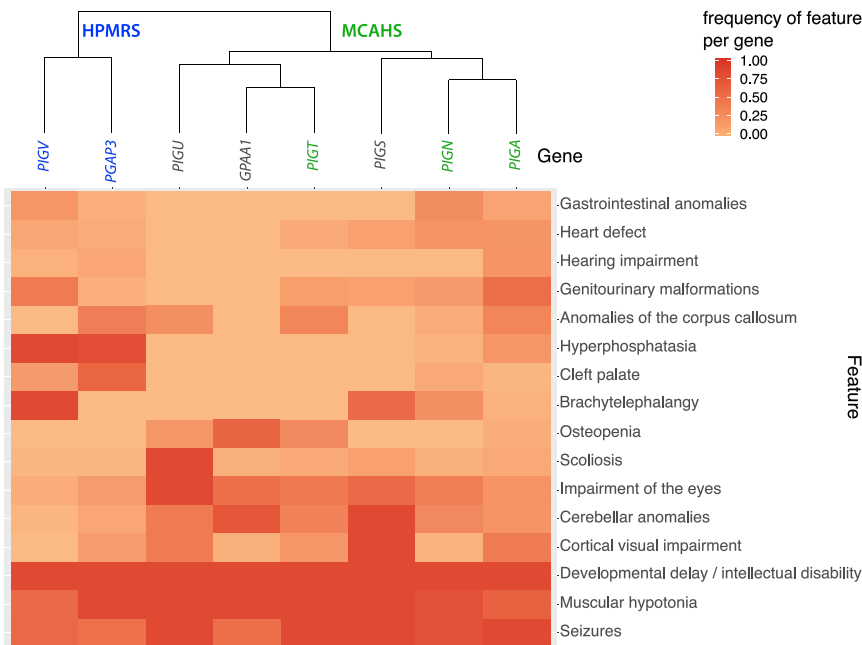 HPMRS
MCAHS
frequency of feature
per gene
1.00
0.75
0.50
0.25
0.00
PIGV
PGAP3
PIGU
GPAA1
PIGT
PIGS
PIGN
PIGA
Gene
Gastrointestinal anomalies
Heart defect
Hearing impairment
Genitourinary malformations
Anomalies of the corpus callosum
Hyperphosphatasia
Cleft palate
Brachytelephalangy
Osteopenia
Scoliosis
Impairment of the eyes
Cerebellar anomalies
Cortical visual impairment
Developmental delay / intellectual disability
Muscular hypotonia
Seizures
Feature